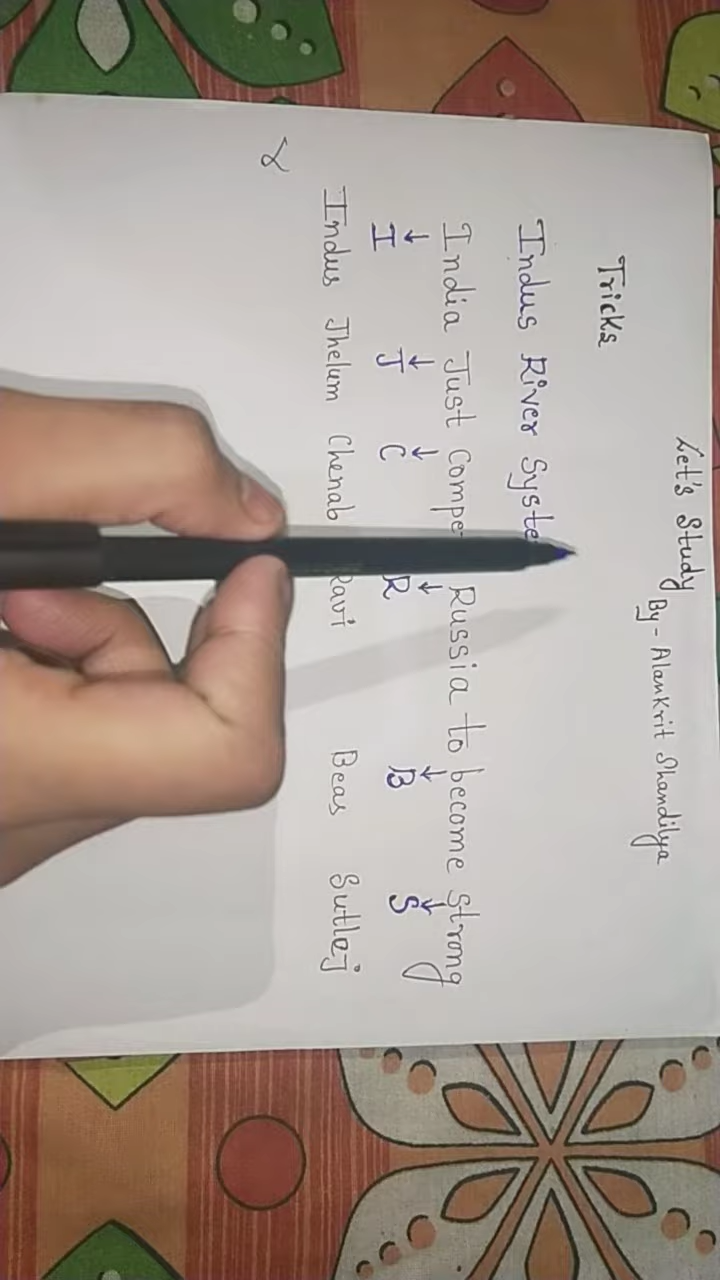 Let's Study
By - Alankrit Shandilya
Tricks
Indus River Syste
India Just Compe Russia to become strong
↓ ↓ ↓ ↓ ↓ ↓
I J C R B S
Indus Jhelum Chenab Ravi Beas Sutlej